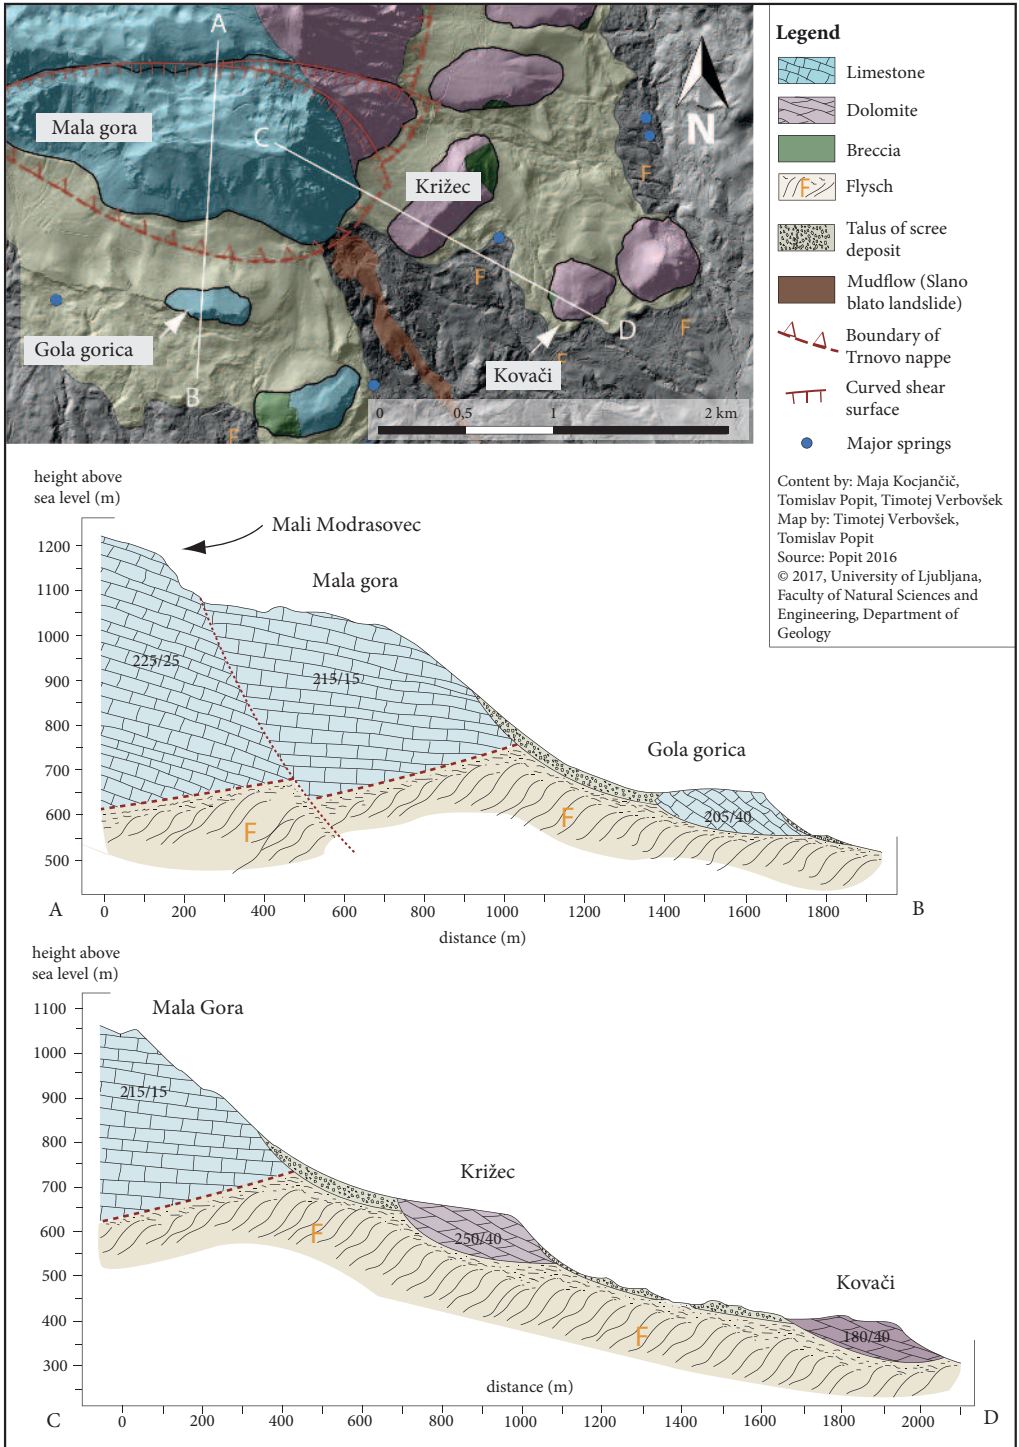 A
Mala gora
C
Križec
N
F
F
F
D
Gola gorica
Kovači
F
B
F
0
0,5
1
2 km
Legend
Limestone
Dolomite
Breccia
F
Flysch
Talus of scree
deposit
Mudflow (Slano
blato landslide)
Boundary of
Trnovo nappe
Curved shear
surface
Major springs
Content by: Maja Kocjančič,
Tomislav Popit, Timotej Verbovšek
Map by: Timotej Verbovšek,
Tomislav Popit
Source: Popit 2016
© 2017, University of Ljubljana,
Faculty of Natural Sciences and
Engineering, Department of
Geology
height above
sea level (m)
Mali Modrasovec
Mala gora
Gola gorica
1200
1100
1000
900
800
700
600
500
225/25
215/15
205/40
F
F
A
0 200 400 600 800 1000 1200 1400 1600 1800
B
distance (m)
height above
sea level (m)
Mala Gora
Križec
Kovači
1100
1000
900
800
700
600
500
400
300
215/15
250/40
180/40
F
F
distance (m)
C
0 200 400 600 800 1000 1200 1400 1600 1800 2000
D